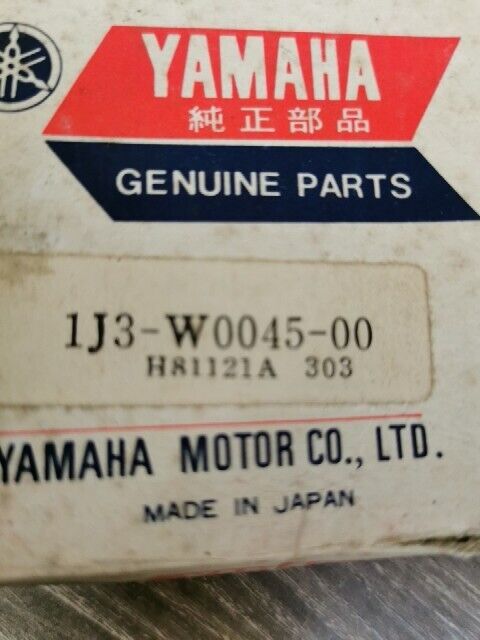 YAMAHA
純正部品
GENUINE PARTS
1J3-W0045-00
H81121A 303
YAMAHA MOTOR CO., LTD.
MADE IN JAPAN